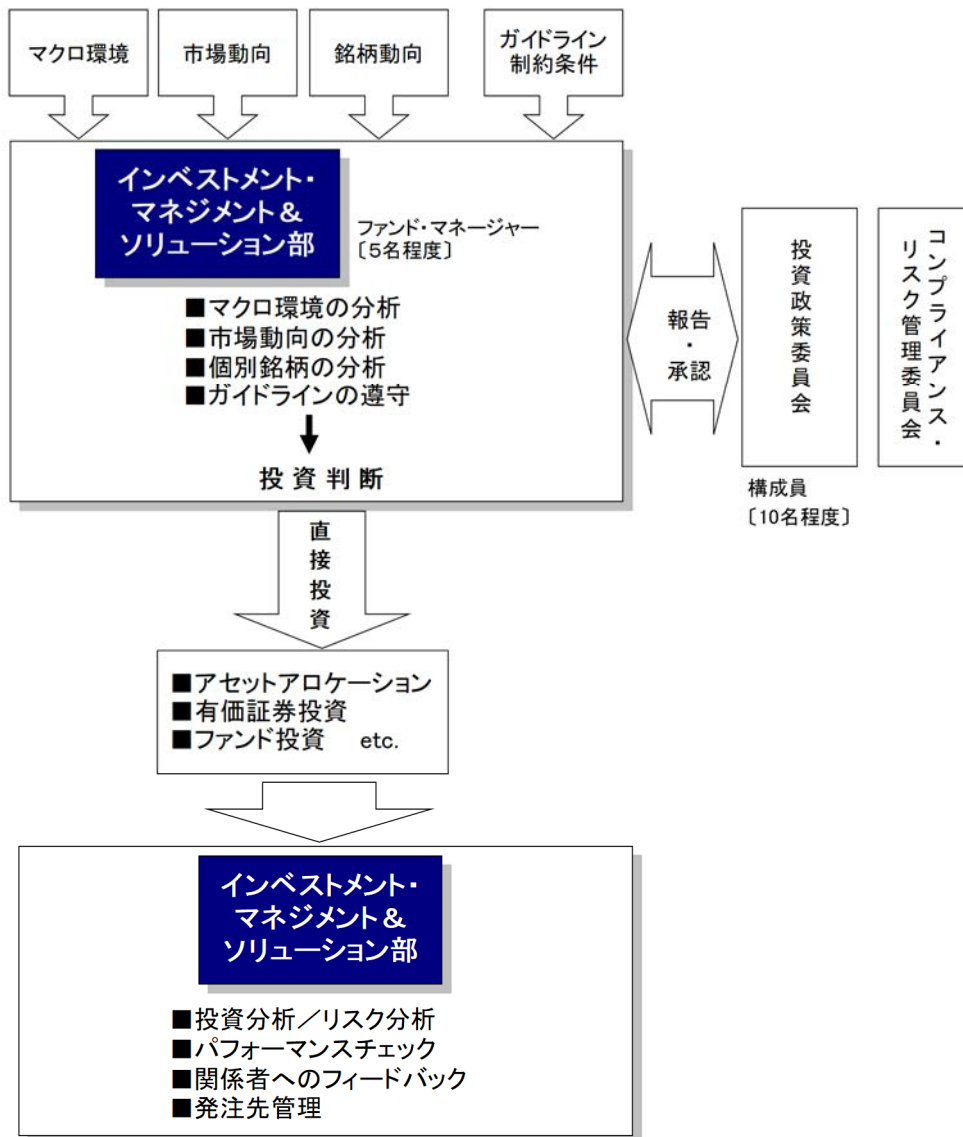 マクロ環境
市場動向
銘柄動向
ガイドライン
制約条件
インベストメント・
マネジメント＆
ソリューション部
ファンド・マネージャー
〔5名程度〕
■マクロ環境の分析
■市場動向の分析
■個別銘柄の分析
■ガイドラインの遵守
投資判断
報告
・
承認
投資政策委員会
コンプライアンス・
リスク管理委員会
構成員
〔10名程度〕
直接投資
■アセットアロケーション
■有価証券投資
■ファンド投資 etc.
インベストメント・
マネジメント＆
ソリューション部
■投資分析／リスク分析
■パフォーマンスチェック
■関係者へのフィードバック
■発注先管理